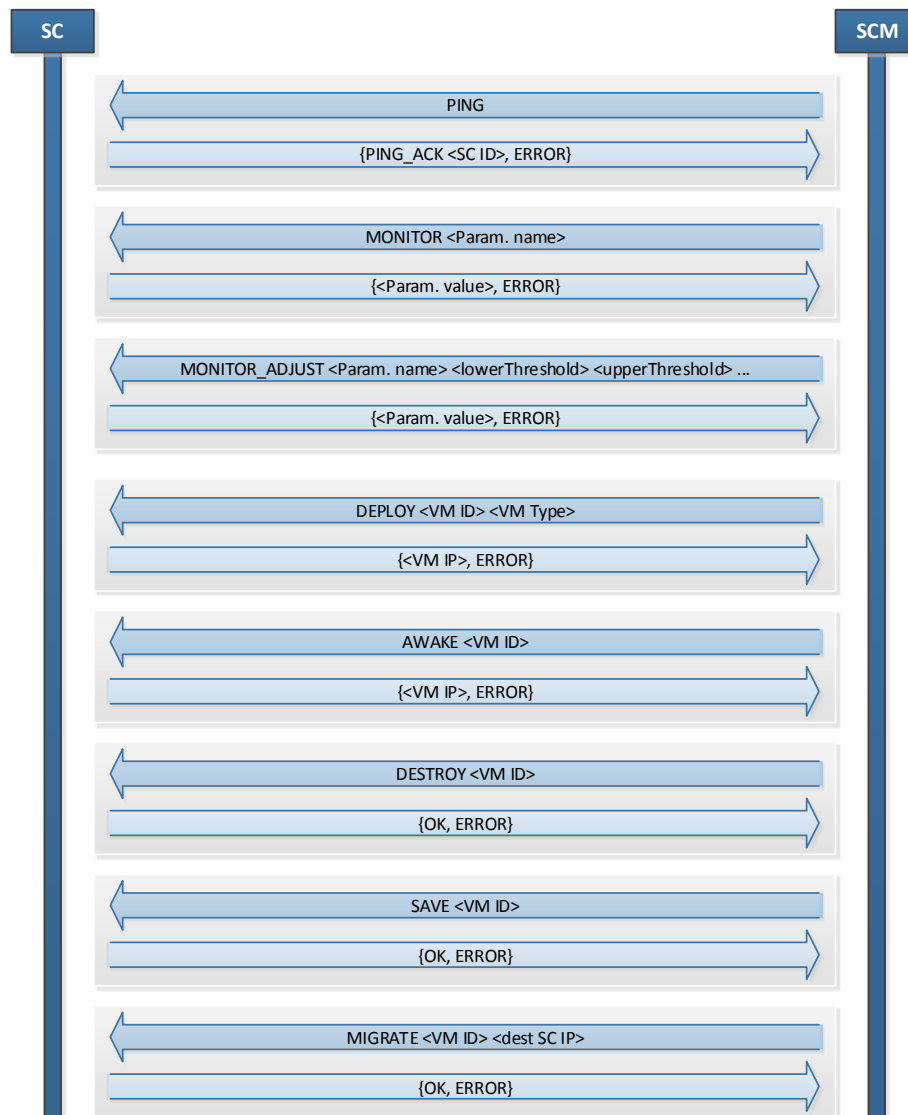 SC
SCM
PING
{PING_ACK <SC ID>, ERROR}
MONITOR <Param. name>
{<Param. value>, ERROR}
MONITOR_ADJUST <Param. name> <lowerThreshold> <upperThreshold> ...
{<Param. value>, ERROR}
DEPLOY <VM ID> <VM Type>
{<VM IP>, ERROR}
AWAKE <VM ID>
{<VM IP>, ERROR}
DESTROY <VM ID>
{OK, ERROR}
SAVE <VM ID>
{OK, ERROR}
MIGRATE <VM ID> <dest SC IP>
{OK, ERROR}